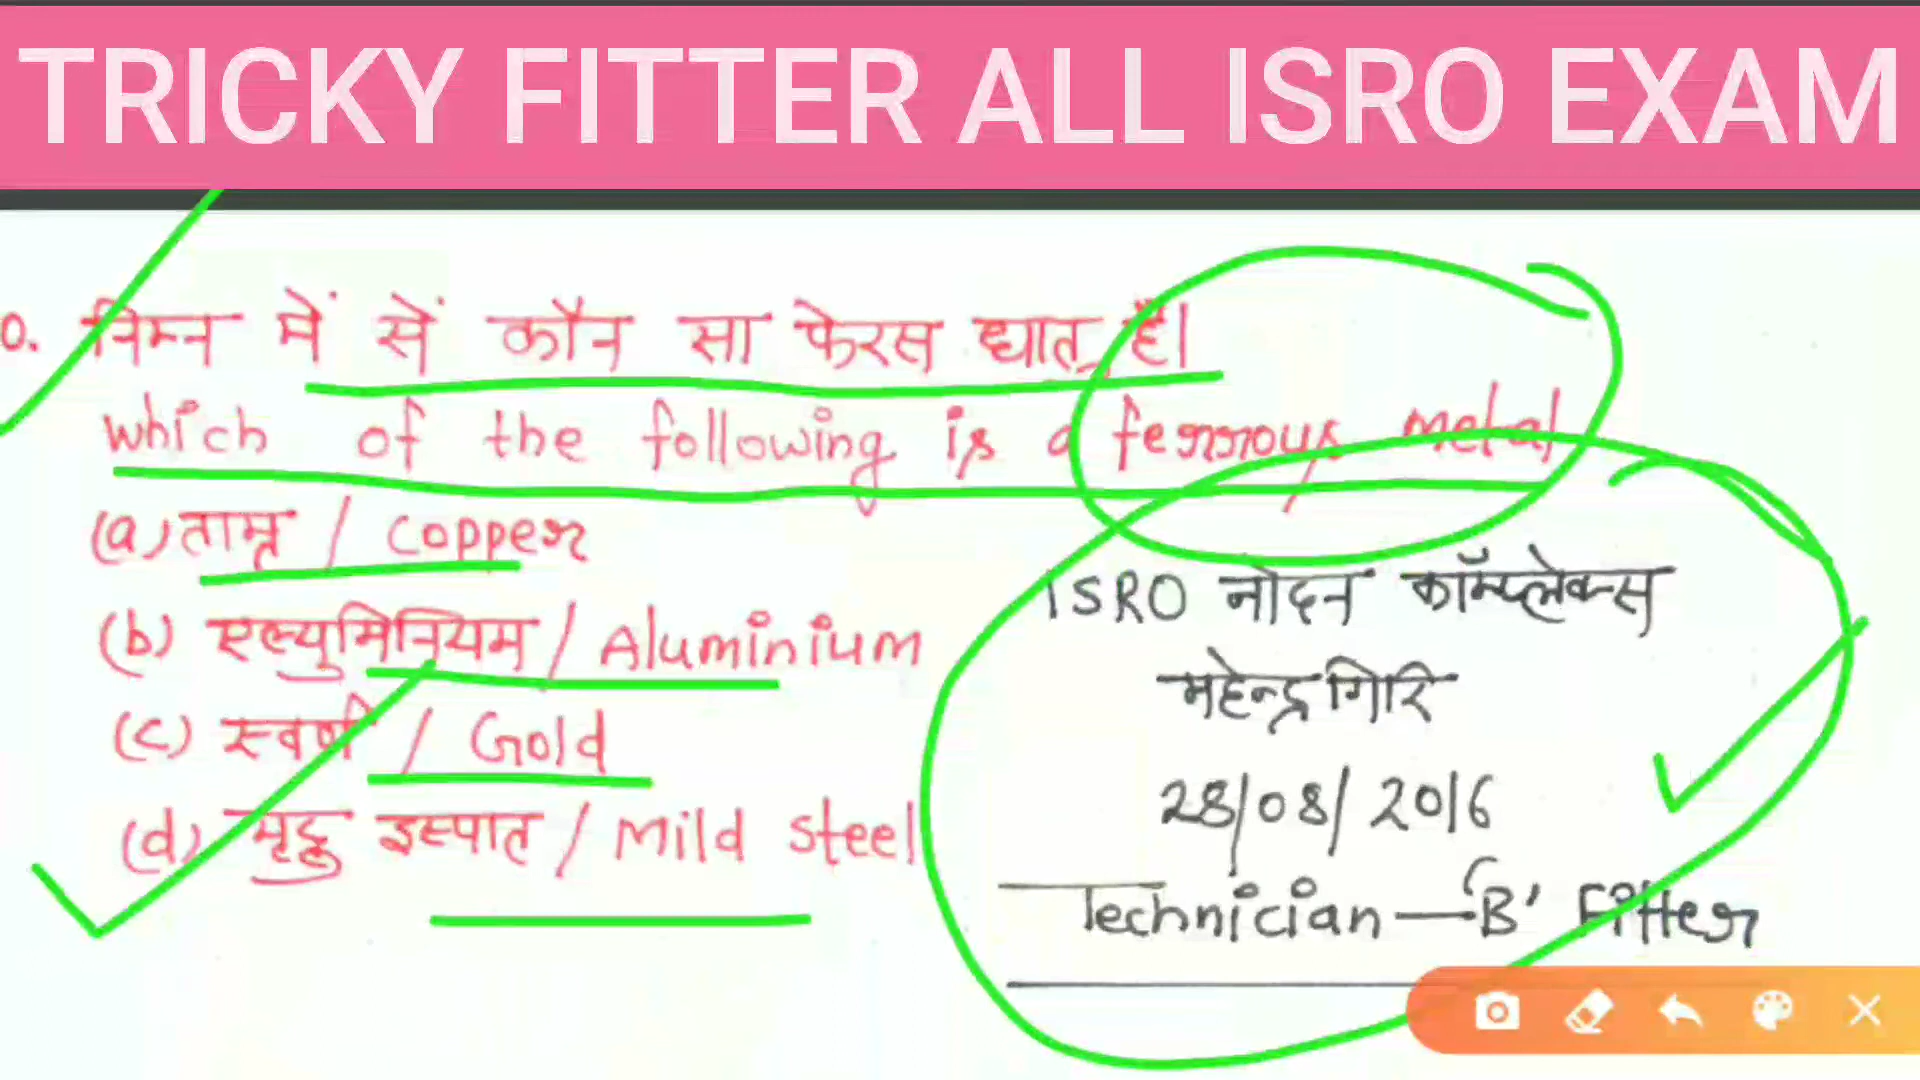 TRICKY FITTER ALL ISRO EXAM
0. निम्न में सें कौन सा फेरस धातु है।
which of the following is a ferrous metal
(a) ताम्र / Copper
(b) एल्युमिनियम / Aluminium
(c) स्वर्ण / Gold
(d) मृदु इस्पात / Mild steel
ISRO नोदन कॉम्प्लेक्स
महेन्द्रगिरि
28/08/2016
Technician—'B' Fitter